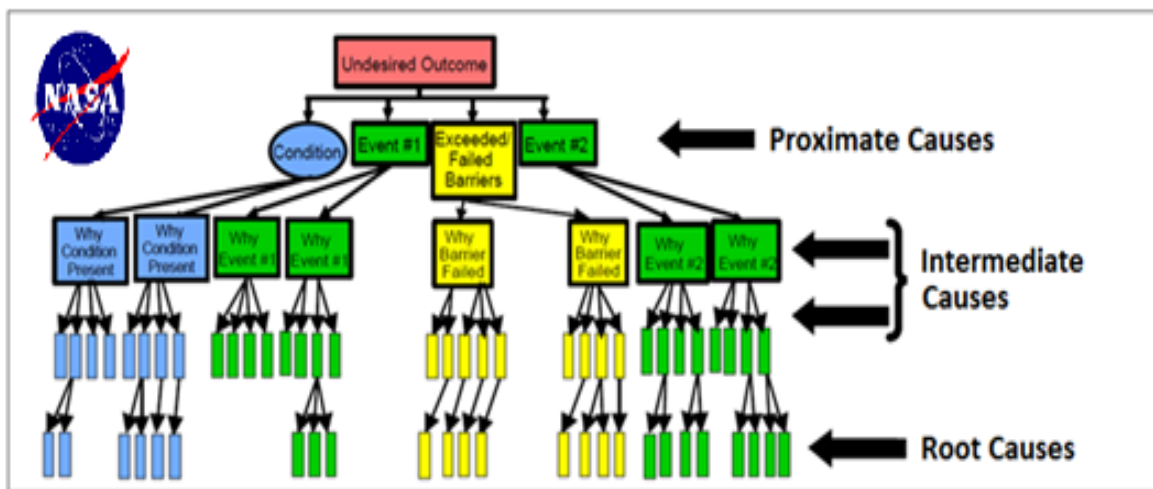 NASA
Undesired Outcome
Condition
Event #1
Exceeded/
Failed
Barriers
Event #2
Proximate Causes
Why
Condition
Present
Why
Condition
Present
Why
Event #1
Why
Event #1
Why
Barrier
Failed
Why
Barrier
Failed
Why
Event #2
Why
Event #2
Intermediate
Causes
Root Causes